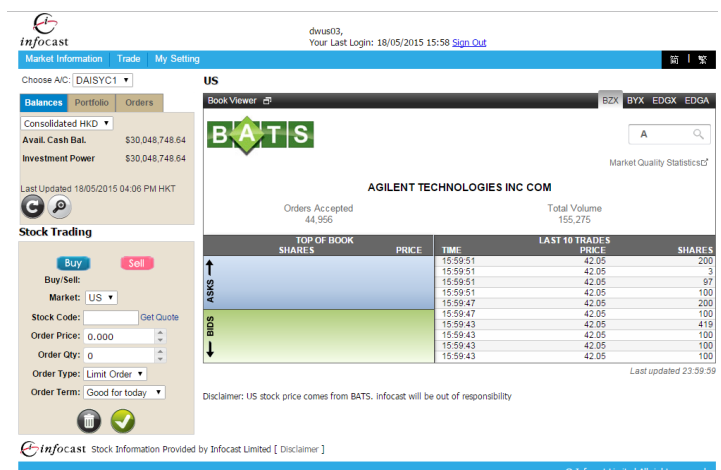 infocast
dwus03,
Your Last Login: 18/05/2015 15:58 Sign Out
Market Information Trade My Setting
简 | 繁
Choose A/C: DAISYC1
US
Balances Portfolio Orders
Book Viewer
BZX BYX EDGX EDGA
Consolidated HKD
Avail. Cash Bal. $30,048,748.64
Investment Power $30,048,748.64
Last Updated 18/05/2015 04:06 PM HKT
BATS
A
Market Quality Statistics
AGILENT TECHNOLOGIES INC COM
Orders Accepted
44,956
Total Volume
155,275
Stock Trading
Buy Sell
Buy/Sell:
Market: US
Stock Code: Get Quote
Order Price: 0.000
Order Qty: 0
Order Type: Limit Order
Order Term: Good for today
TOP OF BOOK
SHARES PRICE
ASKS
BIDS
LAST 10 TRADES
TIME PRICE SHARES
15:59:51 42.05 200
15:59:51 42.05 3
15:59:51 42.05 97
15:59:51 42.05 100
15:59:47 42.05 200
15:59:47 42.05 100
15:59:43 42.05 419
15:59:43 42.05 100
15:59:43 42.05 100
15:59:43 42.05 100
Last updated 23:59:59
Disclaimer: US stock price comes from BATS. infocast will be out of responsibility
infocast Stock Information Provided by Infocast Limited [ Disclaimer ]